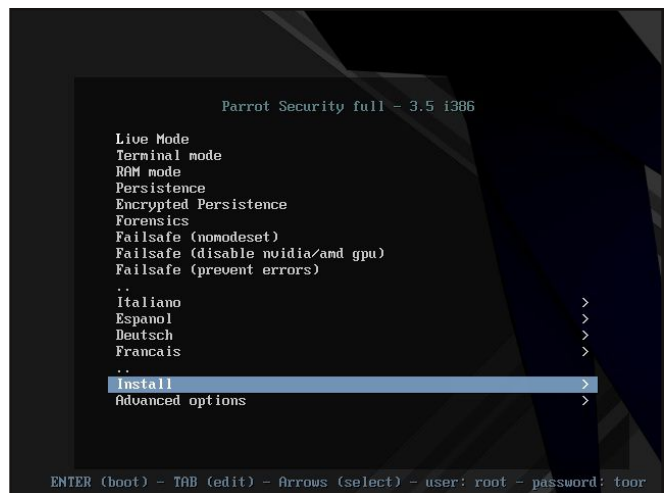 Parrot Security full - 3.5 i386
Live Mode
Terminal mode
RAM mode
Persistence
Encrypted Persistence
Forensics
Failsafe (nomodeset)
Failsafe (disable nvidia/amd gpu)
Failsafe (prevent errors)
..
Italiano >
Espanol >
Deutsch >
Francais >
..
Install >
Advanced options >
ENTER (boot) - TAB (edit) - Arrows (select) - user: root - password: toor